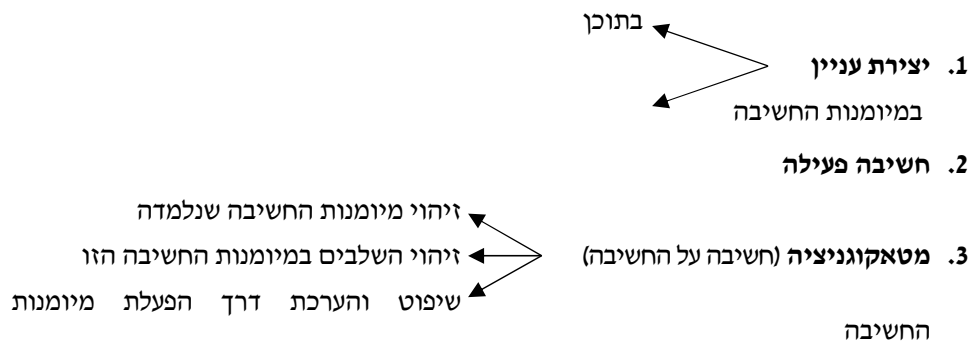 בתוכן
1. יצירת עניין
במיומנות החשיבה
2. חשיבה פעילה
זיהוי מיומנות החשיבה שנלמדה
3. מטאקוגניציה (חשיבה על החשיבה) זיהוי השלבים במיומנות החשיבה הזו
שיפוט והערכת דרך הפעלת מיומנות
החשיבה